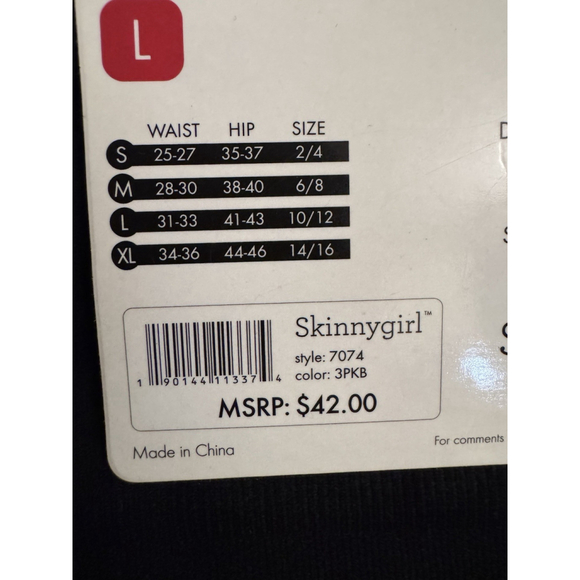 L
WAIST HIP SIZE
S 25-27 35-37 2/4
M 28-30 38-40 6/8
L 31-33 41-43 10/12
XL 34-36 44-46 14/16
Skinnygirl™
style: 7074
color: 3PKB
1 90144 11337 4
MSRP: $42.00
Made in China
For comments